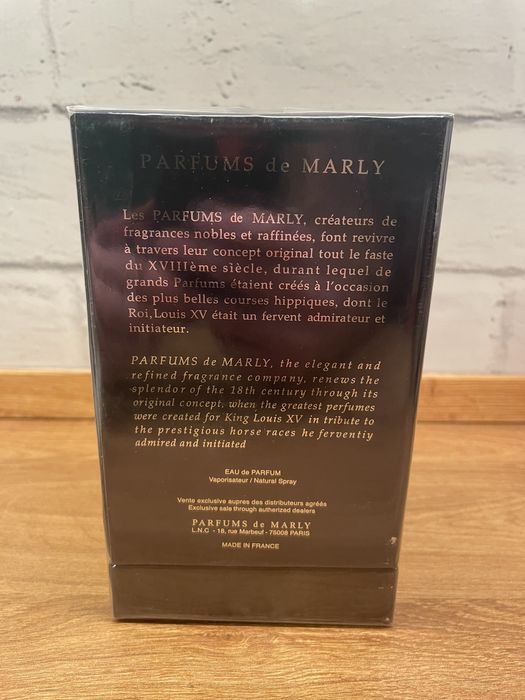 PARFUMS de MARLY
Les PARFUMS de MARLY, créateurs de
fragrances nobles et raffinées, font revivre
à travers leur concept original tout le faste
du XVIIIème siècle, durant lequel de
grands Parfums étaient créés à l'occasion
des plus belles courses hippiques, dont le
Roi, Louis XV était un fervent admirateur et
initiateur.
PARFUMS de MARLY, the elegant and
refined fragrance company, renews the
splendor of the 18th century through its
original concept, when the greatest perfumes
were created for King Louis XV in tribute to
the prestigious horse races he ferventiy
admired and initiated
EAU de PARFUM
Vaporisateur / Natural Spray
Vente exclusive aupres des distributeurs agréés
Exclusive sale through autherized dealers
PARFUMS de MARLY
L.N.C - 18, rue Marbeuf - 75008 PARIS
MADE IN FRANCE